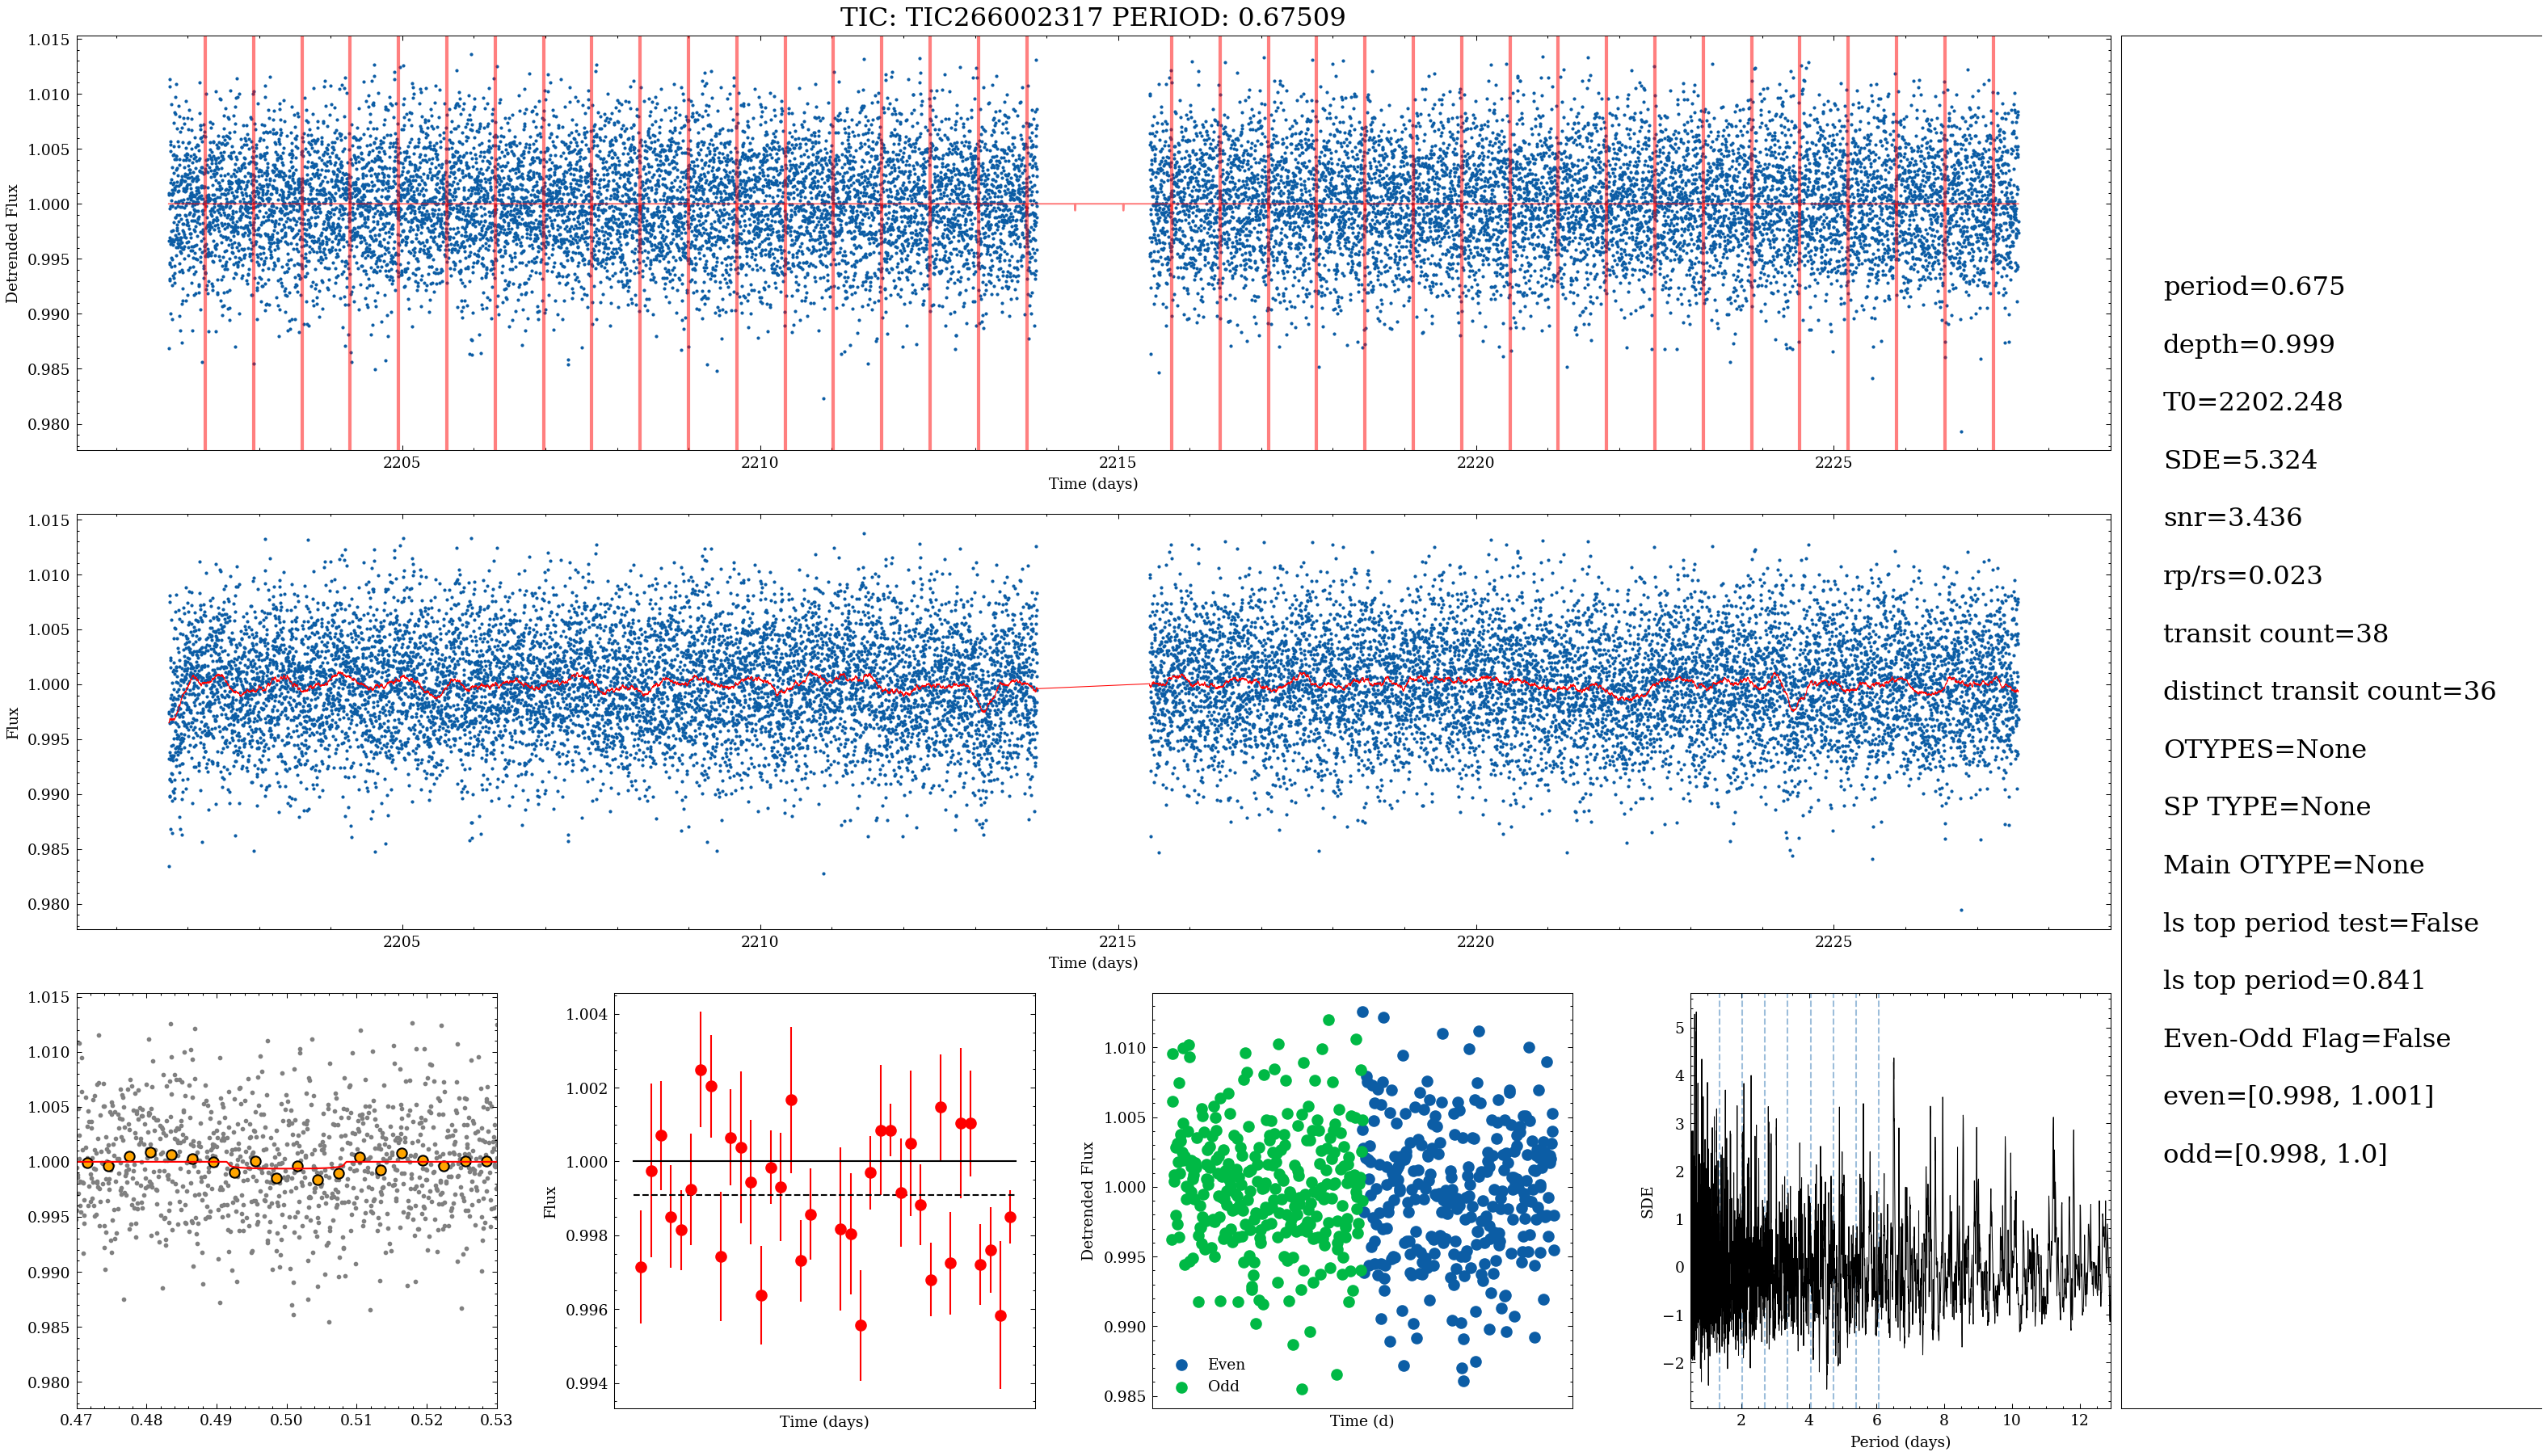 TIC: TIC266002317 PERIOD: 0.67509
1.015
1.010
1.005
1.000
0.995
0.990
0.985
0.980
Detrended Flux
2205 2210 2215 2220 2225
Time (days)
1.015
1.010
1.005
1.000
0.995
0.990
0.985
0.980
Flux
2205 2210 2215 2220 2225
Time (days)
1.015
1.010
1.005
1.000
0.995
0.990
0.985
0.980
0.47 0.48 0.49 0.50 0.51 0.52 0.53
1.004
1.002
1.000
0.998
0.996
0.994
Flux
Time (days)
1.010
1.005
1.000
0.995
0.990
0.985
Detrended Flux
Even
Odd
Time (d)
5
4
3
2
1
0
−1
−2
SDE
2 4 6 8 10 12
Period (days)
period=0.675
depth=0.999
T0=2202.248
SDE=5.324
snr=3.436
rp/rs=0.023
transit count=38
distinct transit count=36
OTYPES=None
SP TYPE=None
Main OTYPE=None
ls top period test=False
ls top period=0.841
Even-Odd Flag=False
even=[0.998, 1.001]
odd=[0.998, 1.0]